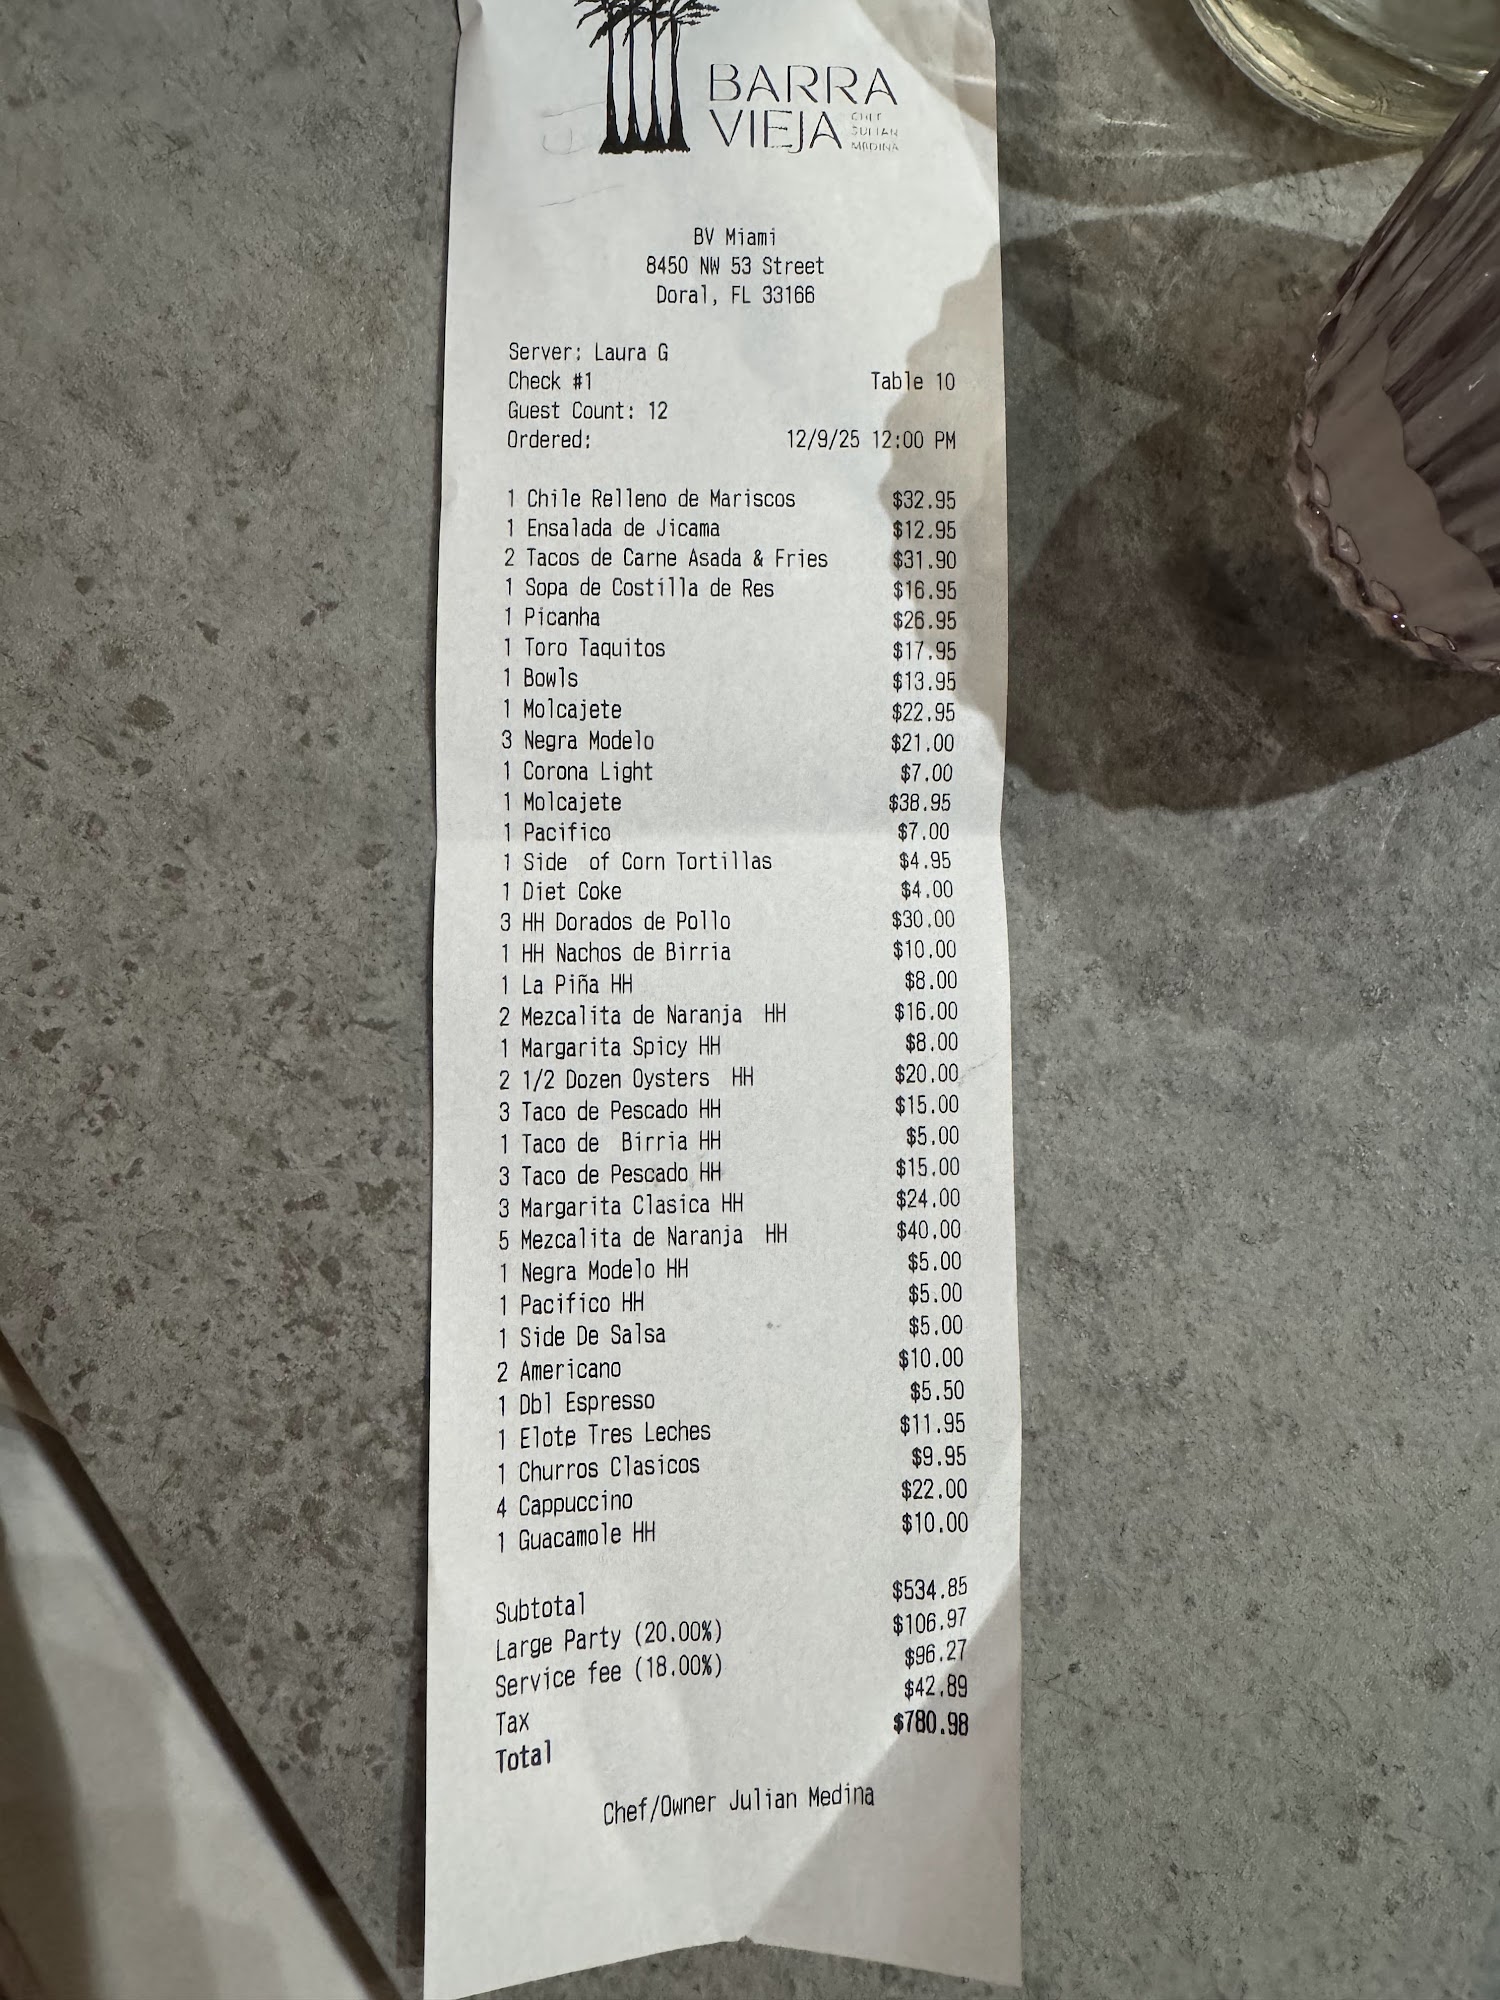 BARRA
VIEJA
CHEF
JULIAN
MEDINA
BV Miami
8450 NW 53 Street
Doral, FL 33166
Server: Laura G
Check #1 Table 10
Guest Count: 12
Ordered: 12/9/25 12:00 PM
1 Chile Relleno de Mariscos $32.95
1 Ensalada de Jicama $12.95
2 Tacos de Carne Asada & Fries $31.90
1 Sopa de Costilla de Res $16.95
1 Picanha $26.95
1 Toro Taquitos $17.95
1 Bowls $13.95
1 Molcajete $22.95
3 Negra Modelo $21.00
1 Corona Light $7.00
1 Molcajete $38.95
1 Pacifico $7.00
1 Side of Corn Tortillas $4.95
1 Diet Coke $4.00
3 HH Dorados de Pollo $30.00
1 HH Nachos de Birria $10.00
1 La Piña HH $8.00
2 Mezcalita de Naranja HH $16.00
1 Margarita Spicy HH $8.00
2 1/2 Dozen Oysters HH $20.00
3 Taco de Pescado HH $15.00
1 Taco de Birria HH $5.00
3 Taco de Pescado HH $15.00
3 Margarita Clasica HH $24.00
5 Mezcalita de Naranja HH $40.00
1 Negra Modelo HH $5.00
1 Pacifico HH $5.00
1 Side De Salsa $5.00
2 Americano $10.00
1 Dbl Espresso $5.50
1 Elote Tres Leches $11.95
1 Churros Clasicos $9.95
4 Cappuccino $22.00
1 Guacamole HH $10.00
Subtotal $534.85
Large Party (20.00%) $106.97
Service fee (18.00%) $96.27
Tax $42.89
Total $780.98
Chef/Owner Julian Medina